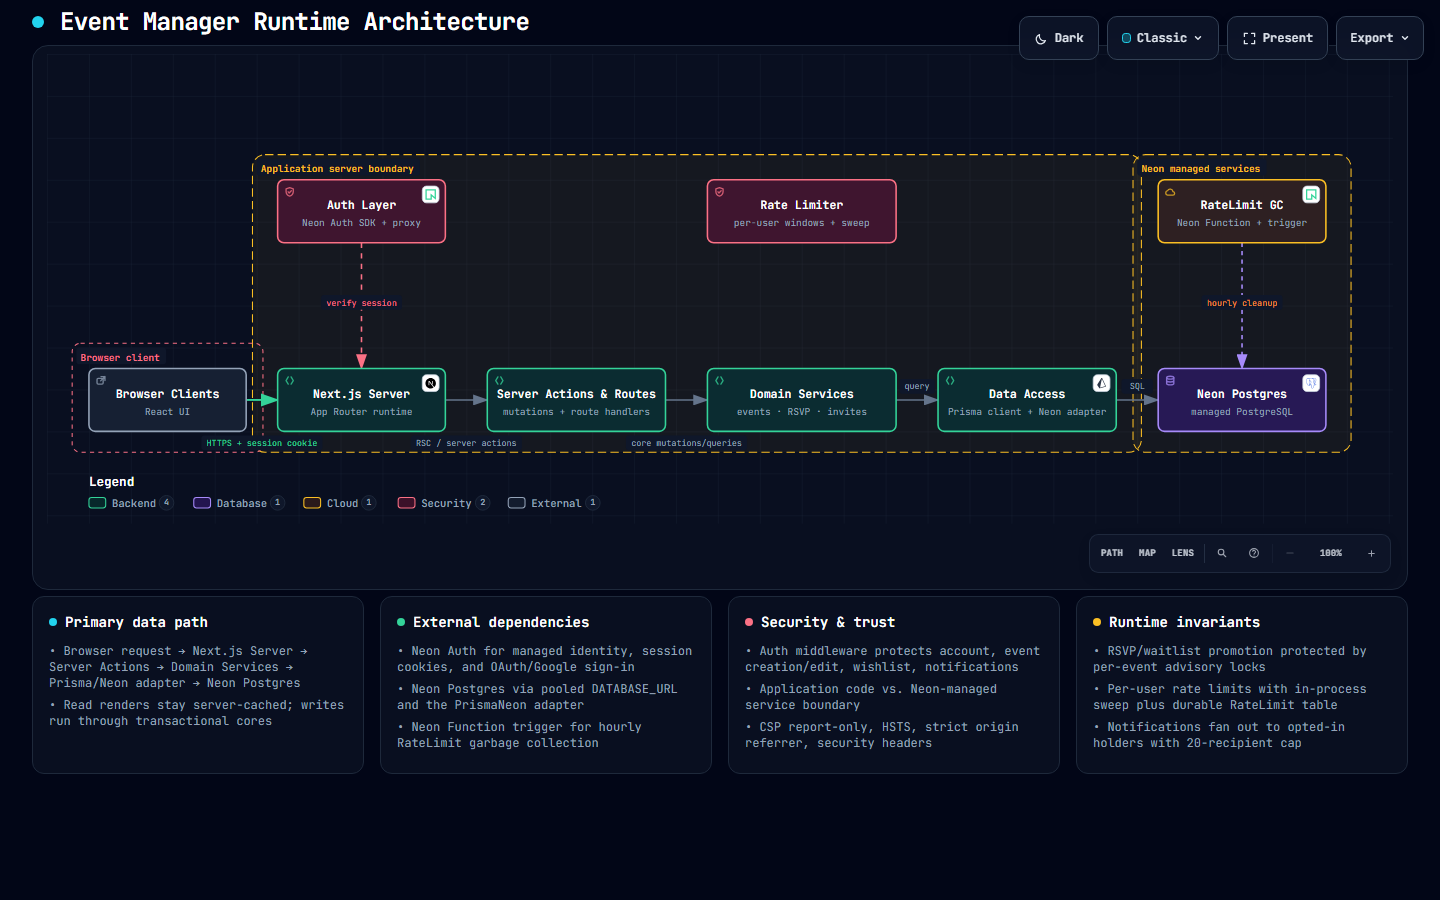 Event Manager Runtime Architecture
Dark
Classic
Present
Export
Application server boundary
Neon managed services
Auth Layer
Neon Auth SDK + proxy
Rate Limiter
per-user windows + sweep
RateLimit GC
Neon Function + trigger
verify session
hourly cleanup
Browser client
Browser Clients
React UI
Next.js Server
App Router runtime
Server Actions & Routes
mutations + route handlers
Domain Services
events · RSVP · invites
query
Data Access
Prisma client + Neon adapter
SQL
Neon Postgres
managed PostgreSQL
HTTPS + session cookie
RSC / server actions
core mutations/queries
Legend
Backend 4
Database 1
Cloud 1
Security 2
External 1
PATH MAP LENS − 100% +
Primary data path
• Browser request → Next.js Server →
Server Actions → Domain Services →
Prisma/Neon adapter → Neon Postgres
• Read renders stay server-cached; writes
run through transactional cores
External dependencies
• Neon Auth for managed identity, session
cookies, and OAuth/Google sign-in
• Neon Postgres via pooled DATABASE_URL
and the PrismaNeon adapter
• Neon Function trigger for hourly
RateLimit garbage collection
Security & trust
• Auth middleware protects account, event
creation/edit, wishlist, notifications
• Application code vs. Neon-managed
service boundary
• CSP report-only, HSTS, strict origin
referrer, security headers
Runtime invariants
• RSVP/waitlist promotion protected by
per-event advisory locks
• Per-user rate limits with in-process
sweep plus durable RateLimit table
• Notifications fan out to opted-in
holders with 20-recipient cap